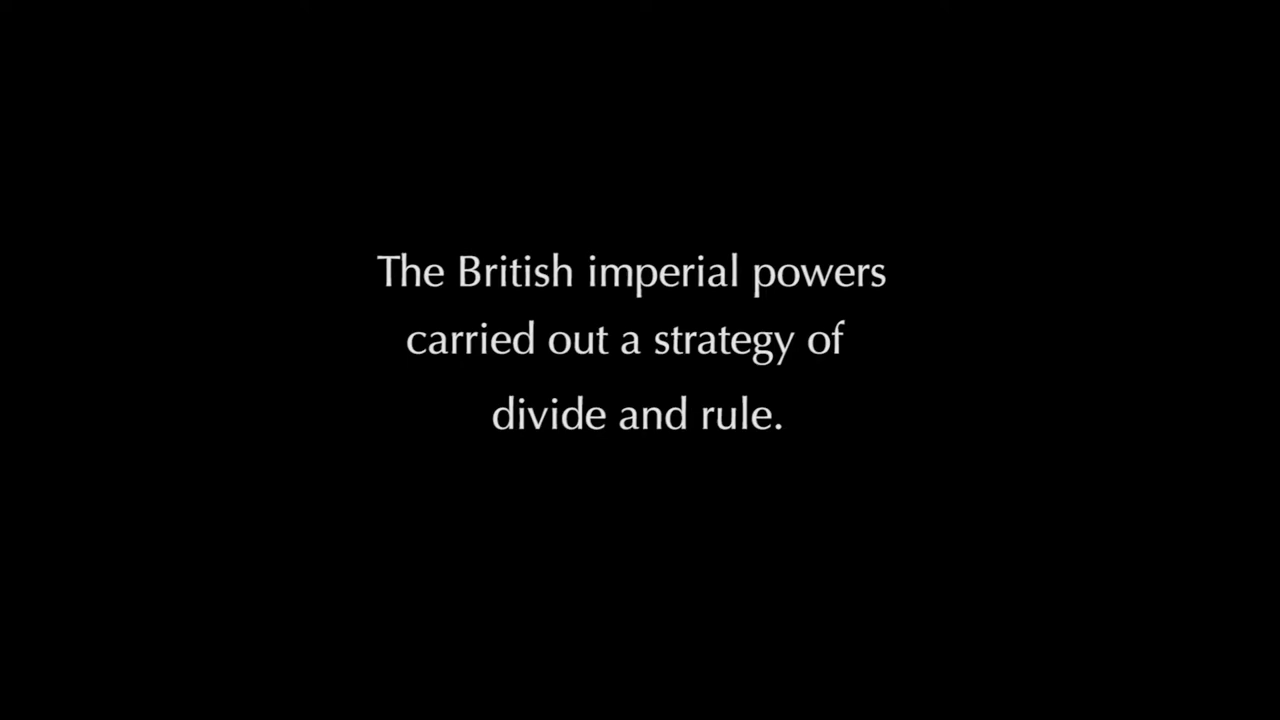 The British imperial powers
carried out a strategy of
divide and rule.